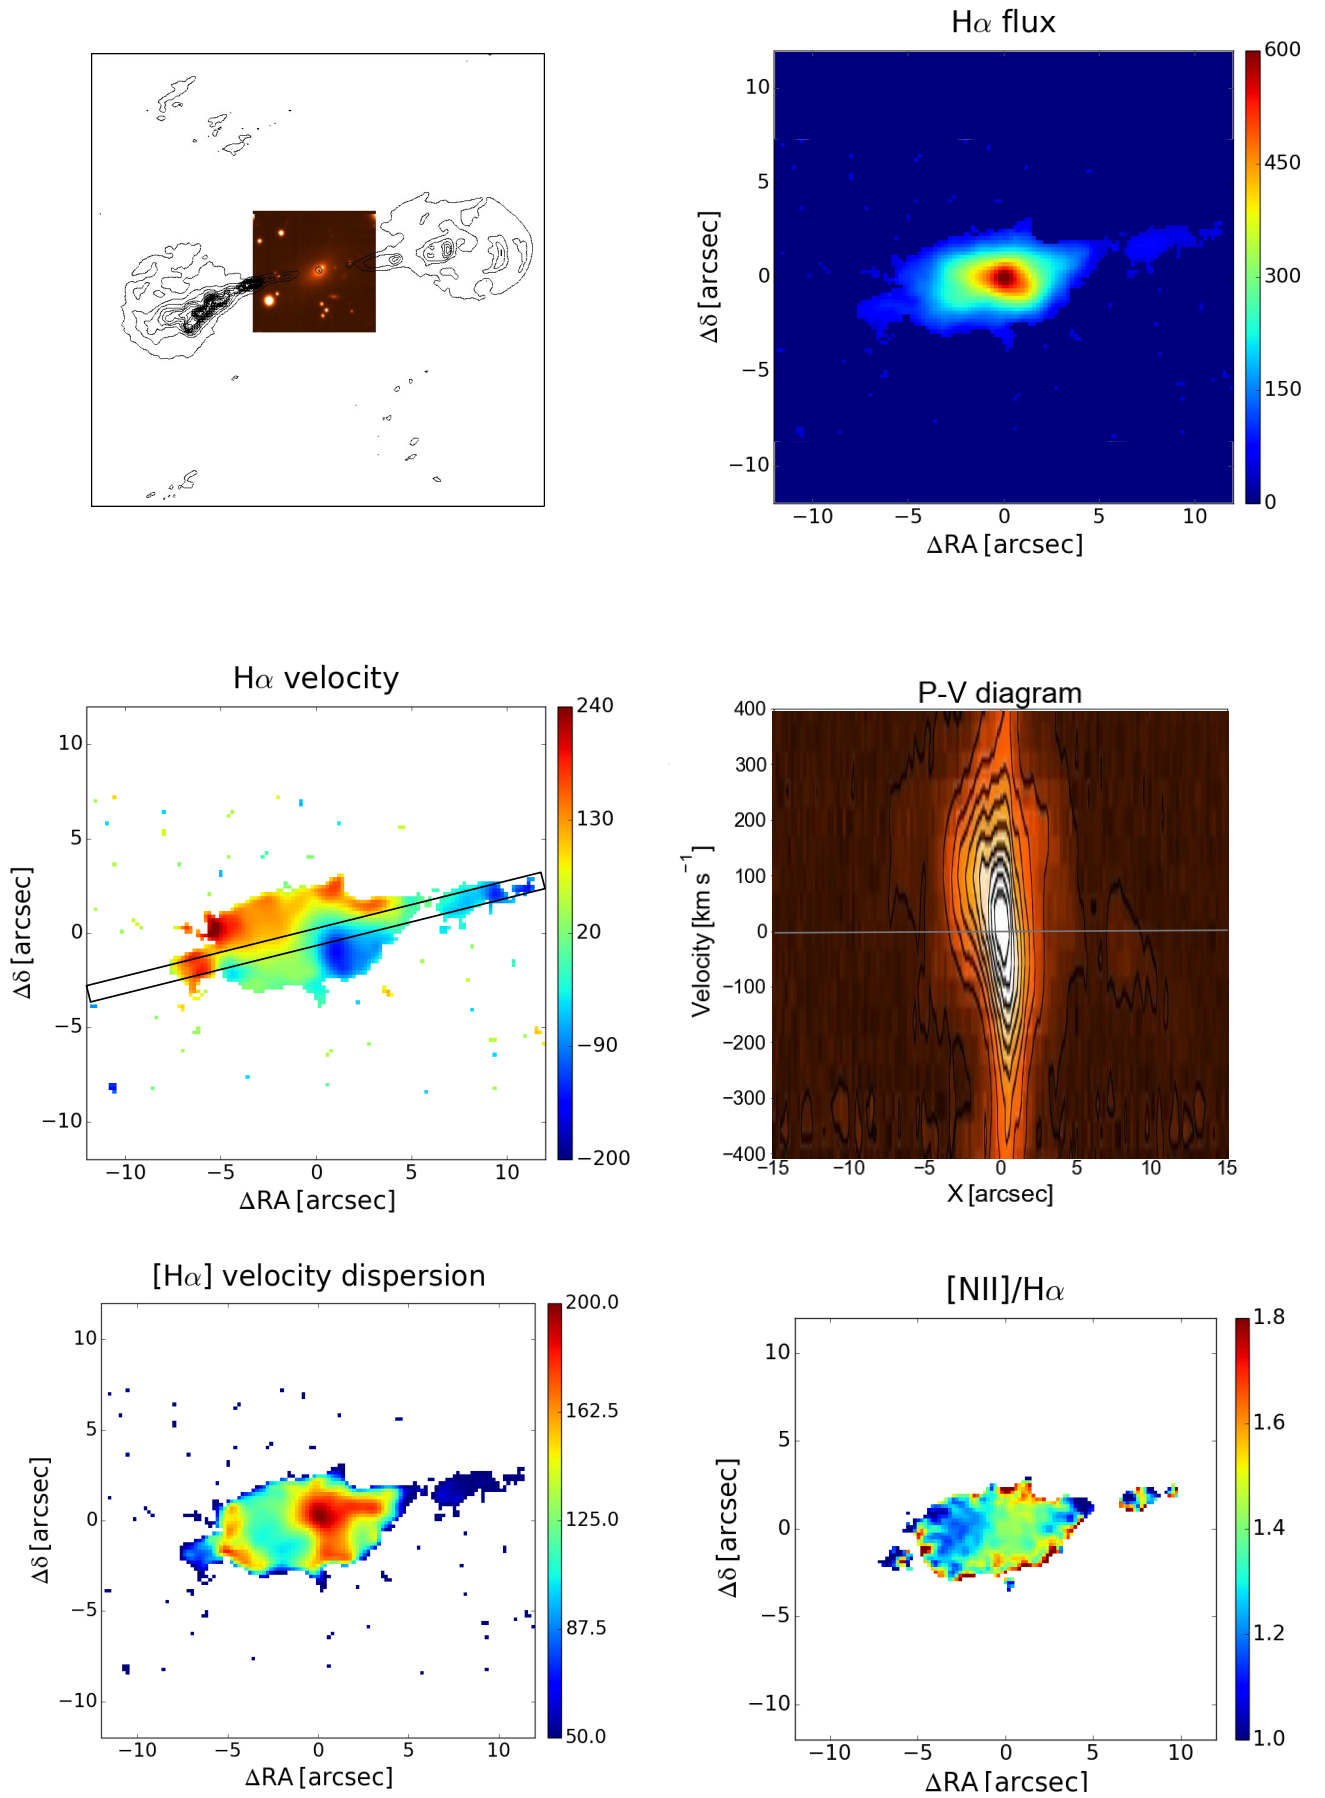 Hα flux
600
450
300
150
0
10
5
0
−5
−10
Δδ [arcsec]
−10 −5 0 5 10
ΔRA [arcsec]
Hα velocity
240
130
20
−90
−200
10
5
0
−5
−10
Δδ [arcsec]
−10 −5 0 5 10
ΔRA [arcsec]
P-V diagram
400
300
200
100
0
−100
−200
−300
−400
Velocity [km s⁻¹]
−15 −10 −5 0 5 10 15
X [arcsec]
[Hα] velocity dispersion
200.0
162.5
125.0
87.5
50.0
10
5
0
−5
−10
Δδ [arcsec]
−10 −5 0 5 10
ΔRA [arcsec]
[NII]/Hα
1.8
1.6
1.4
1.2
1.0
10
5
0
−5
−10
Δδ [arcsec]
−10 −5 0 5 10
ΔRA [arcsec]